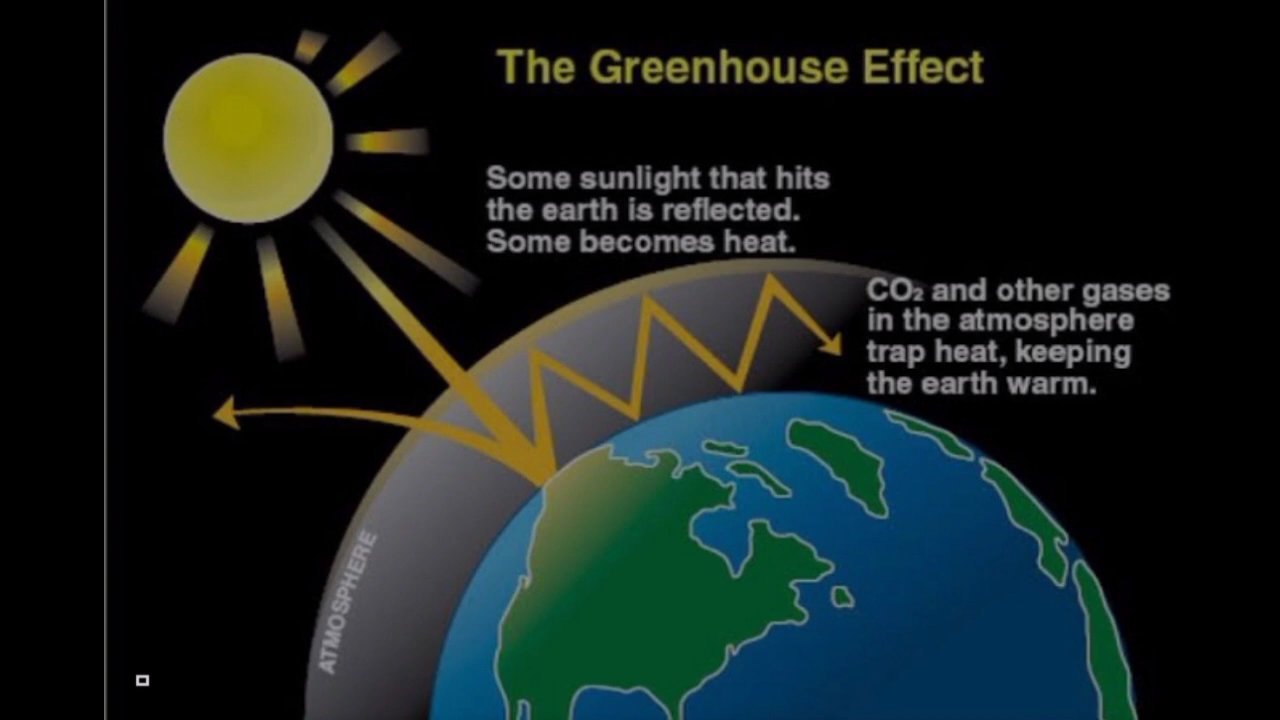 The Greenhouse Effect
Some sunlight that hits
the earth is reflected.
Some becomes heat.
CO₂ and other gases
in the atmosphere
trap heat, keeping
the earth warm.
ATMOSPHERE